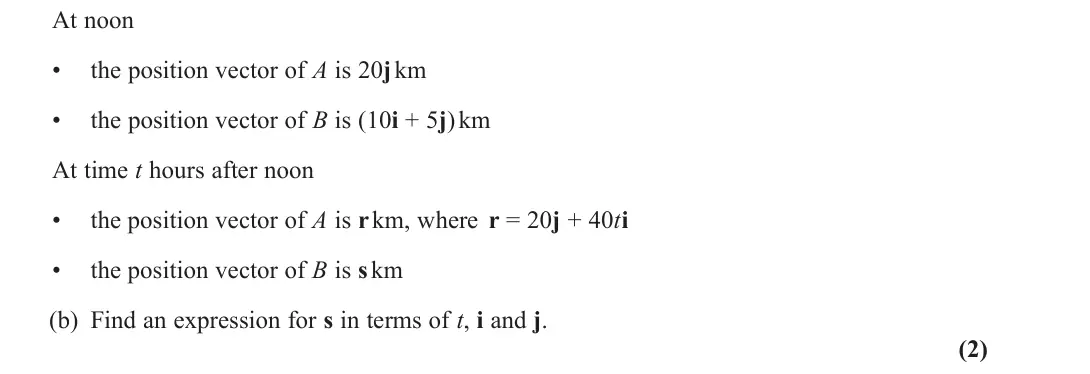 At noon
• the position vector of A is 20j km
• the position vector of B is (10i + 5j) km
At time t hours after noon
• the position vector of A is r km, where r = 20j + 40ti
• the position vector of B is s km
(b) Find an expression for s in terms of t, i and j.
(2)